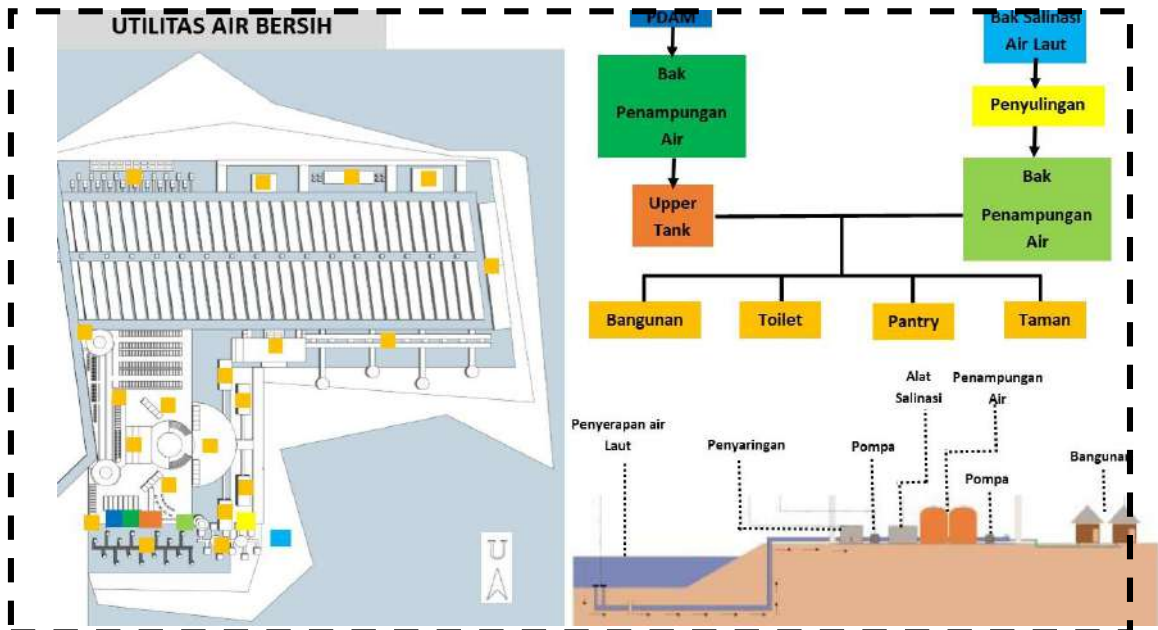 UTILITAS AIR BERSIH
PDAM
Bak
Penampungan
Air
Upper
Tank
Bak Salinasi
Air Laut
Penyulingan
Bak
Penampungan
Air
Bangunan
Toilet
Pantry
Taman
Alat
Salinasi
Penampungan
Air
Penyerapan air
Laut
Penyaringan
Pompa
Pompa
Bangunan
U